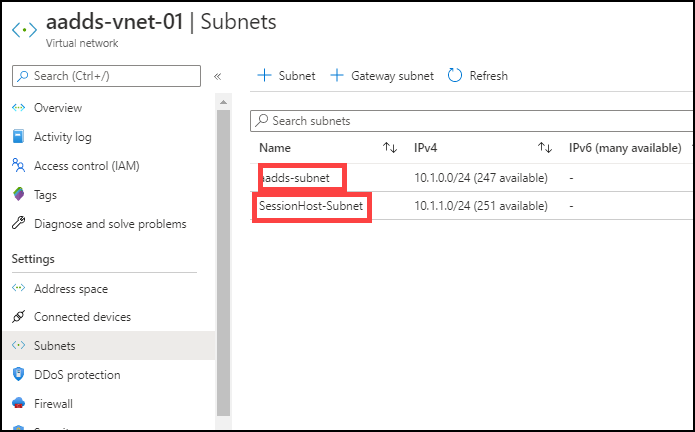 aadds-vnet-01 | Subnets
Virtual network
Search (Ctrl+/)
«
Subnet
Gateway subnet
Refresh
Overview
Activity log
Access control (IAM)
Tags
Diagnose and solve problems
Settings
Address space
Connected devices
Subnets
DDoS protection
Firewall
Search subnets
Name
IPv4
IPv6 (many available)
aadds-subnet
10.1.0.0/24 (247 available)
-
SessionHost-Subnet
10.1.1.0/24 (251 available)
-